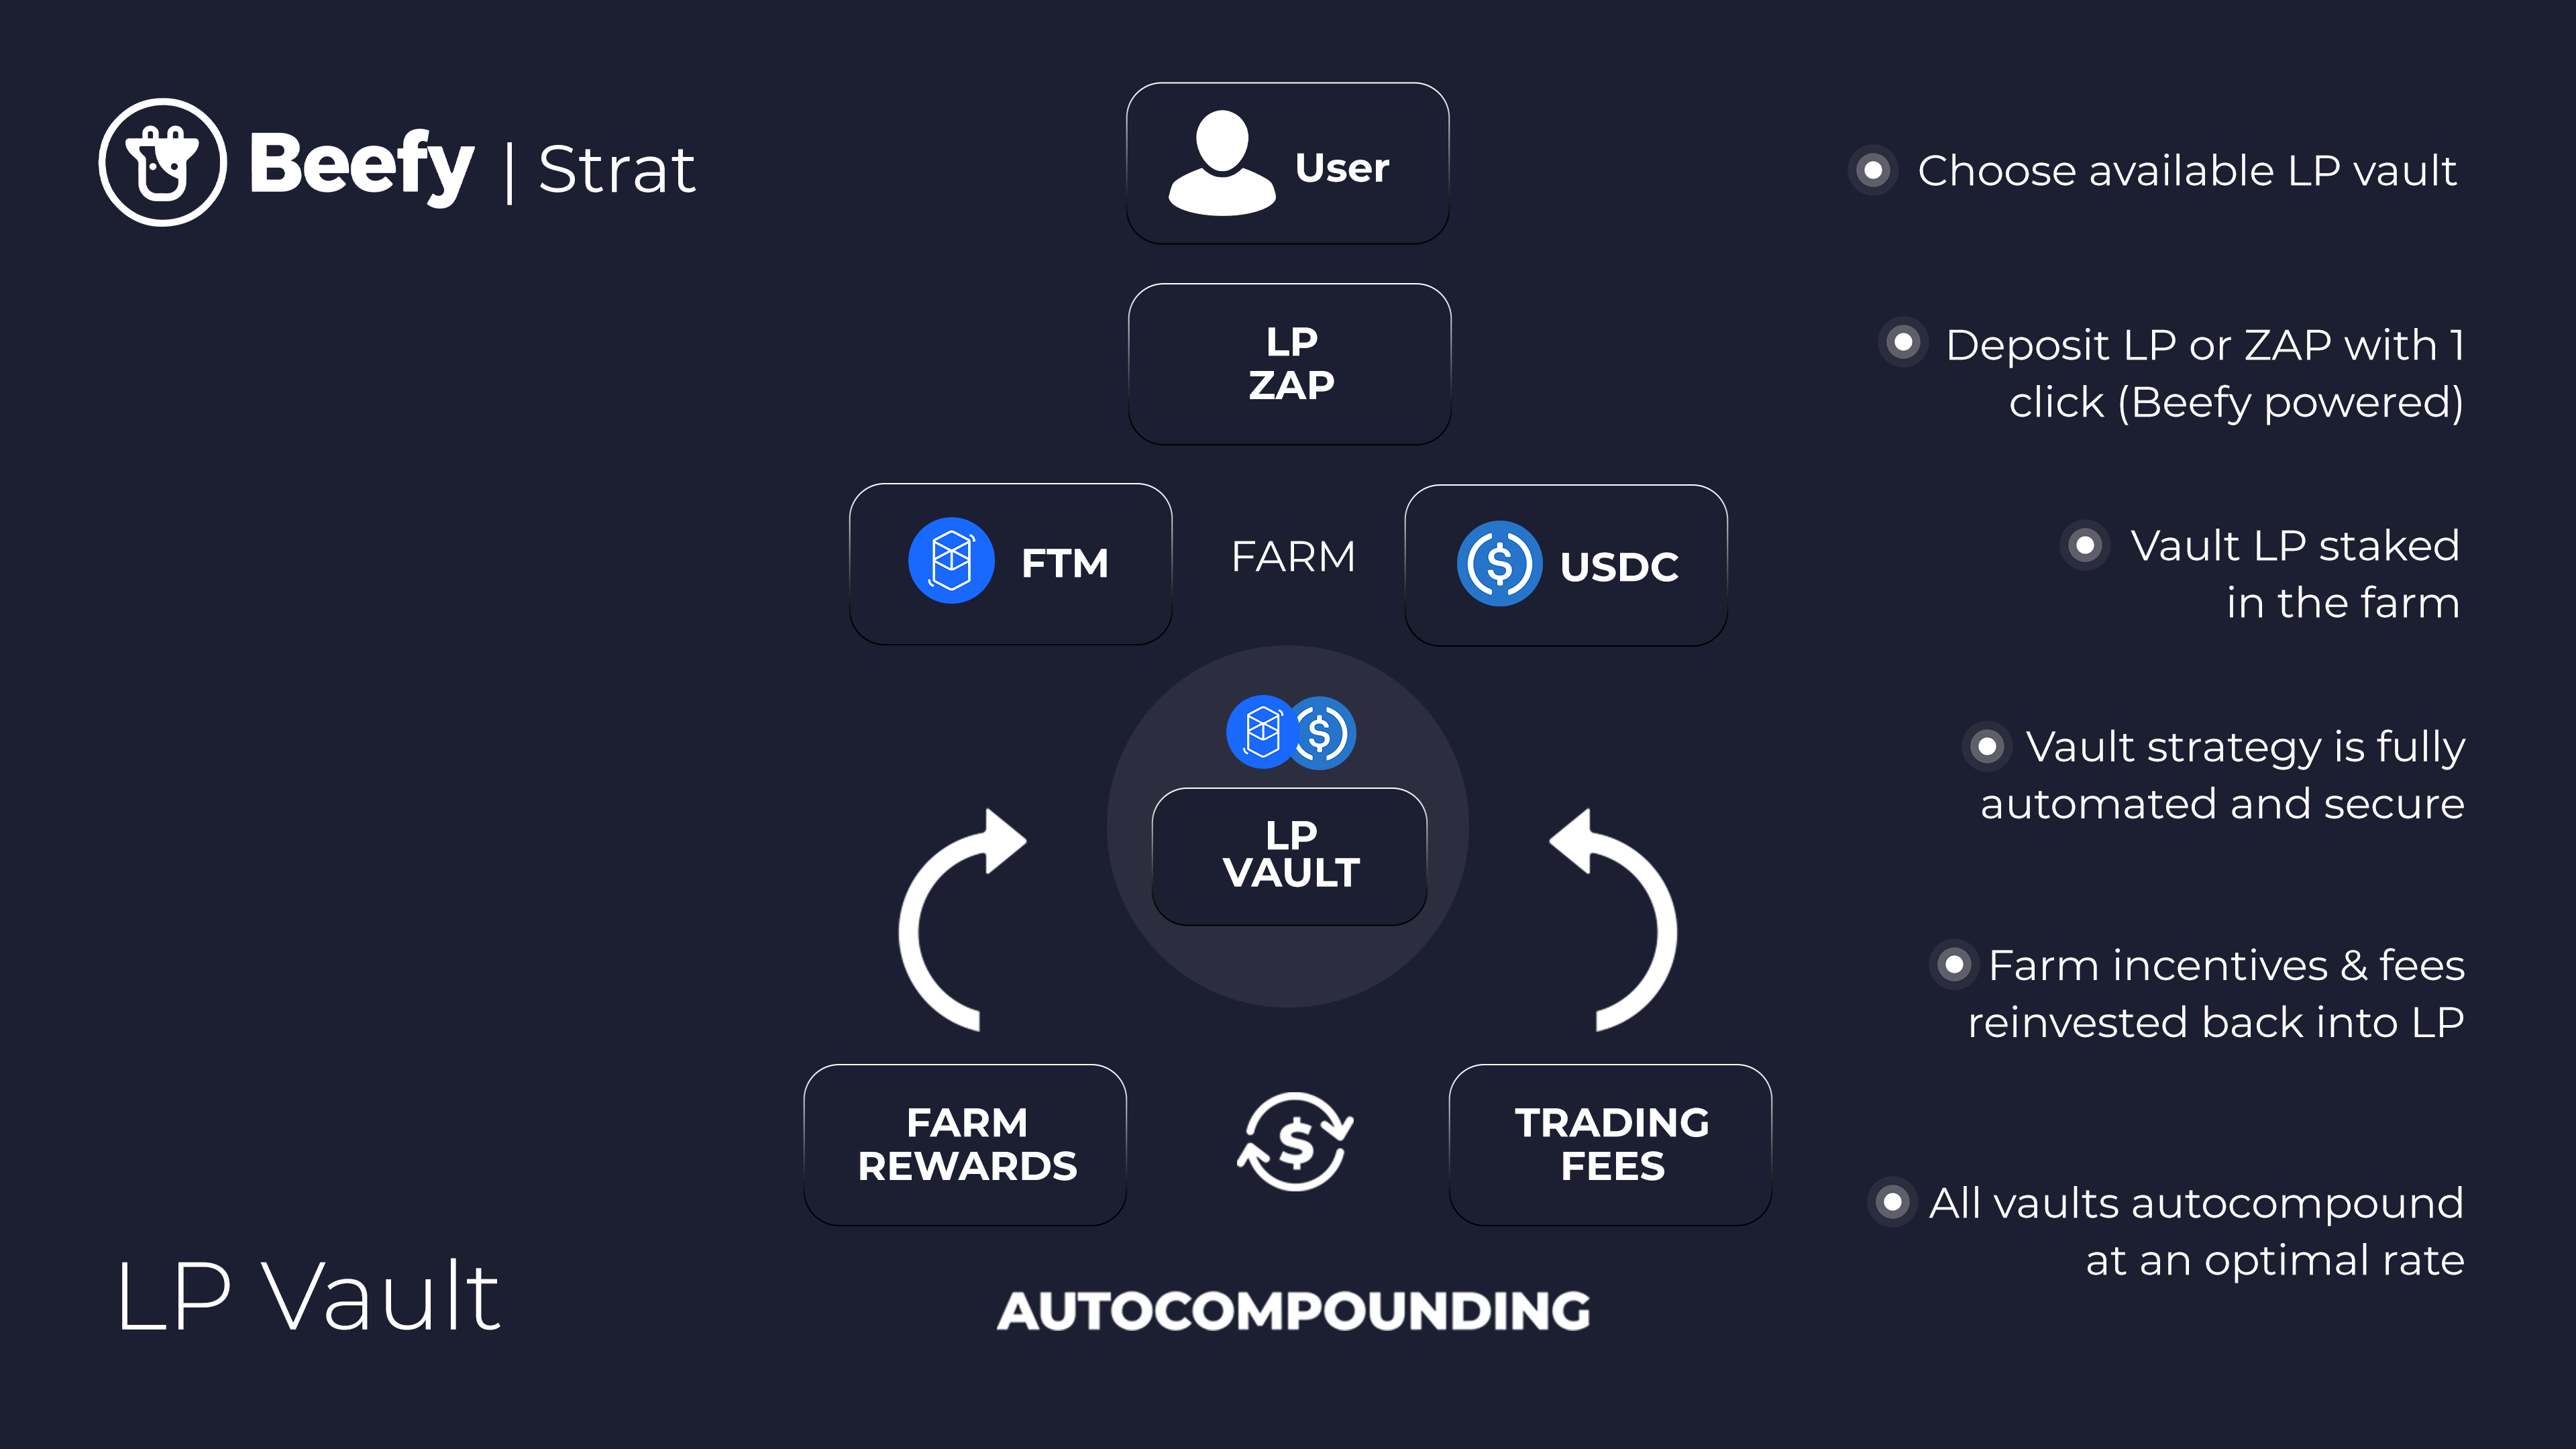 Beefy | Strat
User
Choose available LP vault
LP
ZAP
Deposit LP or ZAP with 1
click (Beefy powered)
FTM
FARM
USDC
Vault LP staked
in the farm
LP
VAULT
Vault strategy is fully
automated and secure
Farm incentives & fees
reinvested back into LP
FARM
REWARDS
TRADING
FEES
All vaults autocompound
at an optimal rate
LP Vault
AUTOCOMPOUNDING